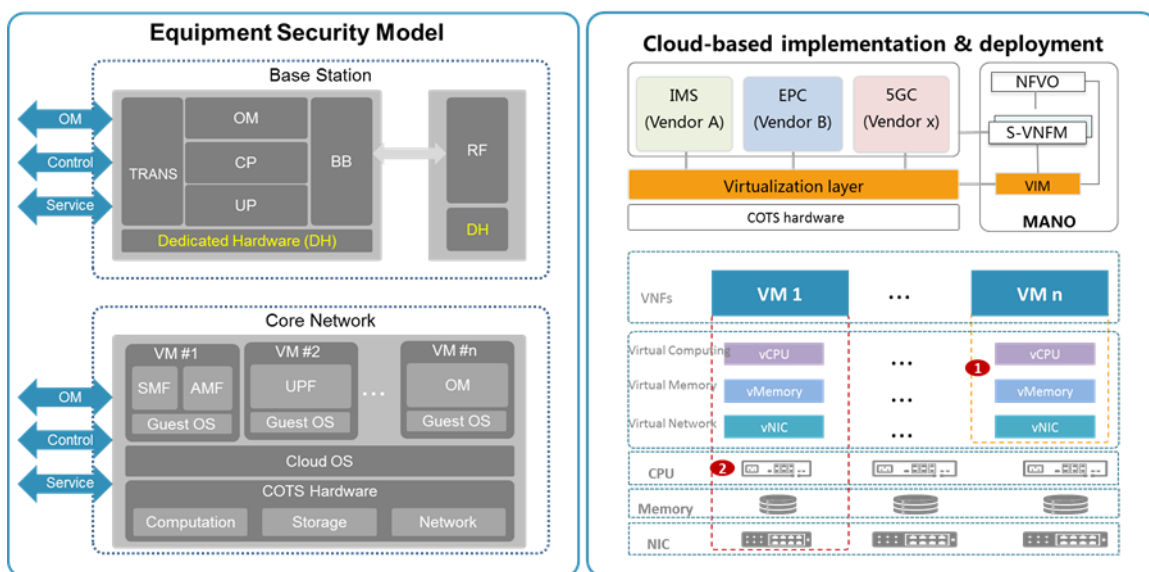 Equipment Security Model
Base Station
OM
Control
Service
TRANS
OM
CP
UP
BB
Dedicated Hardware (DH)
RF
DH
Core Network
OM
Control
Service
VM #1
SMF
AMF
Guest OS
VM #2
UPF
Guest OS
...
VM #n
OM
Guest OS
Cloud OS
COTS Hardware
Computation
Storage
Network
Cloud-based implementation & deployment
IMS
(Vendor A)
EPC
(Vendor B)
5GC
(Vendor x)
Virtualization layer
COTS hardware
NFVO
S-VNFM
VIM
MANO
VNFs
VM 1
...
VM n
Virtual Computing
vCPU
...
vCPU
1
Virtual Memory
vMemory
...
vMemory
Virtual Network
vNIC
...
vNIC
CPU
2
Memory
NIC